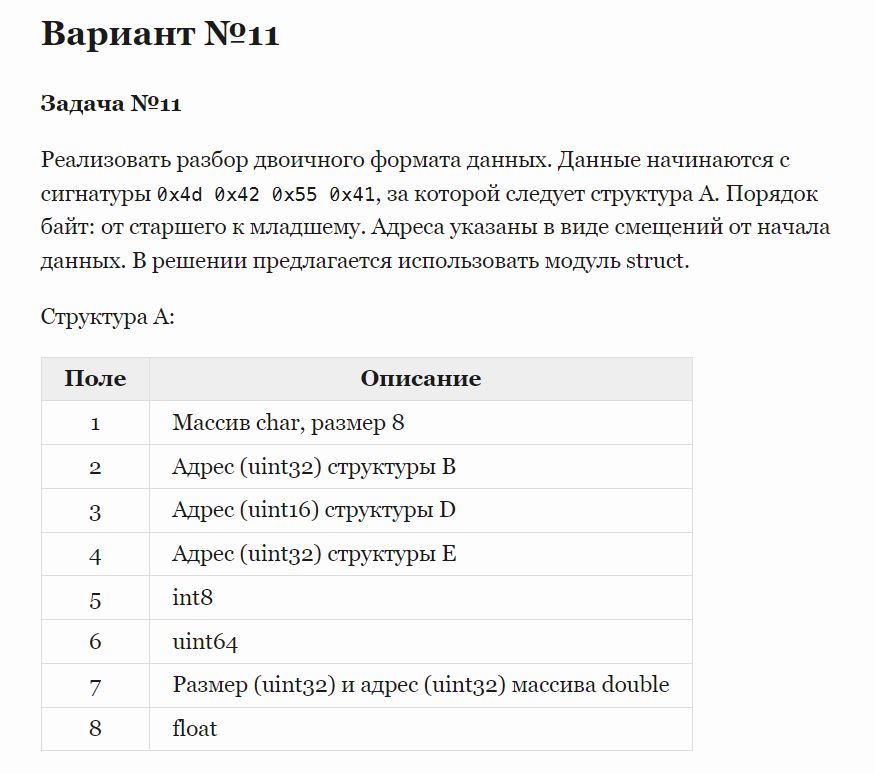 Вариант №11
Задача №11
Реализовать разбор двоичного формата данных. Данные начинаются с
сигнатуры 0x4d 0x42 0x55 0x41, за которой следует структура A. Порядок
байт: от старшего к младшему. Адреса указаны в виде смещений от начала
данных. В решении предлагается использовать модуль struct.
Структура A:
Поле Описание
1 Массив char, размер 8
2 Адрес (uint32) структуры B
3 Адрес (uint16) структуры D
4 Адрес (uint32) структуры E
5 int8
6 uint64
7 Размер (uint32) и адрес (uint32) массива double
8 float